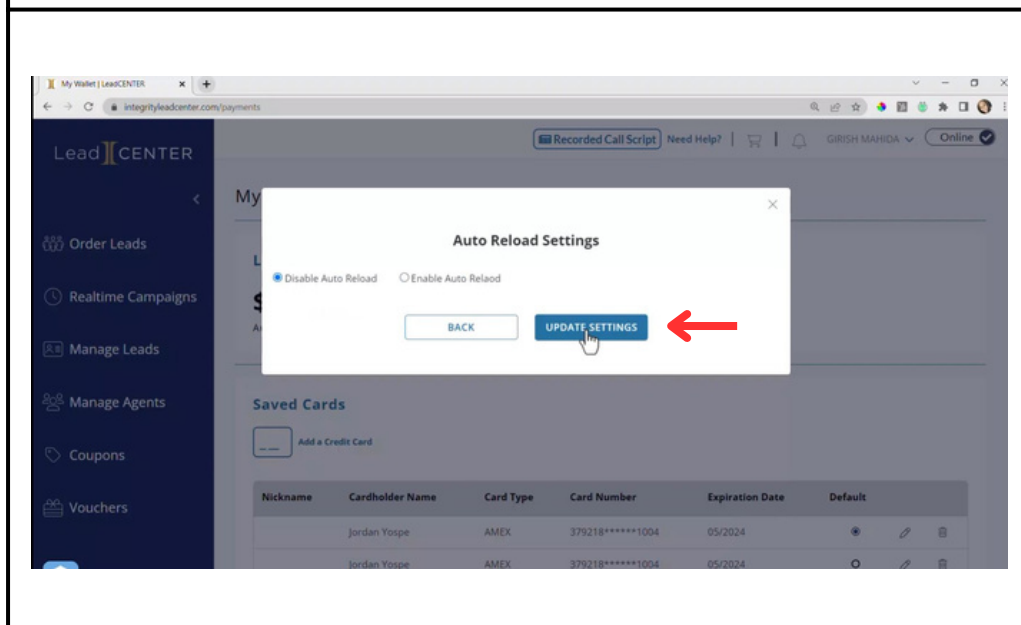 My Wallet | LeadCENTER
integrityleadcenter.com/payments
Lead CENTER
Recorded Call Script Need Help? GIRISH MAHIDA Online
My
Order Leads
Realtime Campaigns
Manage Leads
Manage Agents
Coupons
Vouchers
Auto Reload Settings
Disable Auto Reload Enable Auto Relaod
$
BACK UPDATE SETTINGS
Saved Cards
Add a Credit Card
Nickname Cardholder Name Card Type Card Number Expiration Date Default
Jordan Yospe AMEX 379218******1004 05/2024
Jordan Yospe AMEX 379218******1004 05/2024